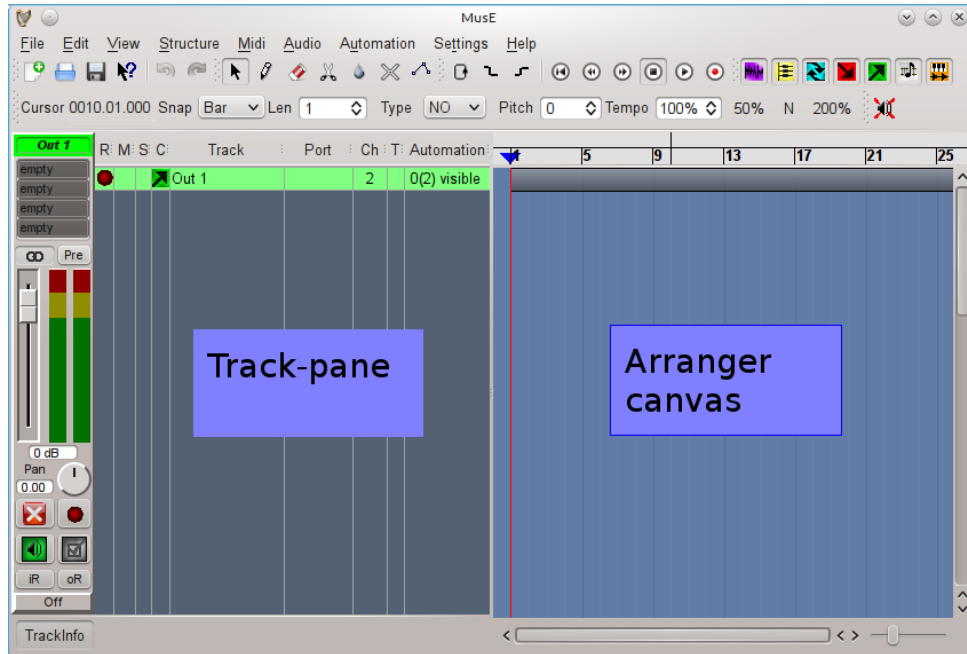 MusE
File Edit View Structure Midi Audio Automation Settings Help
Cursor 0010.01.000 Snap Bar Len 1 Type NO Pitch 0 Tempo 100% 50% N 200%
Out 1 R M S C Track Port Ch T Automation 1 5 9 13 17 21 25
empty Out 1 2 0(2) visible
empty
empty
empty
Pre
Track-pane
Arranger
canvas
0 dB
Pan
0.00
iR oR
Off
TrackInfo